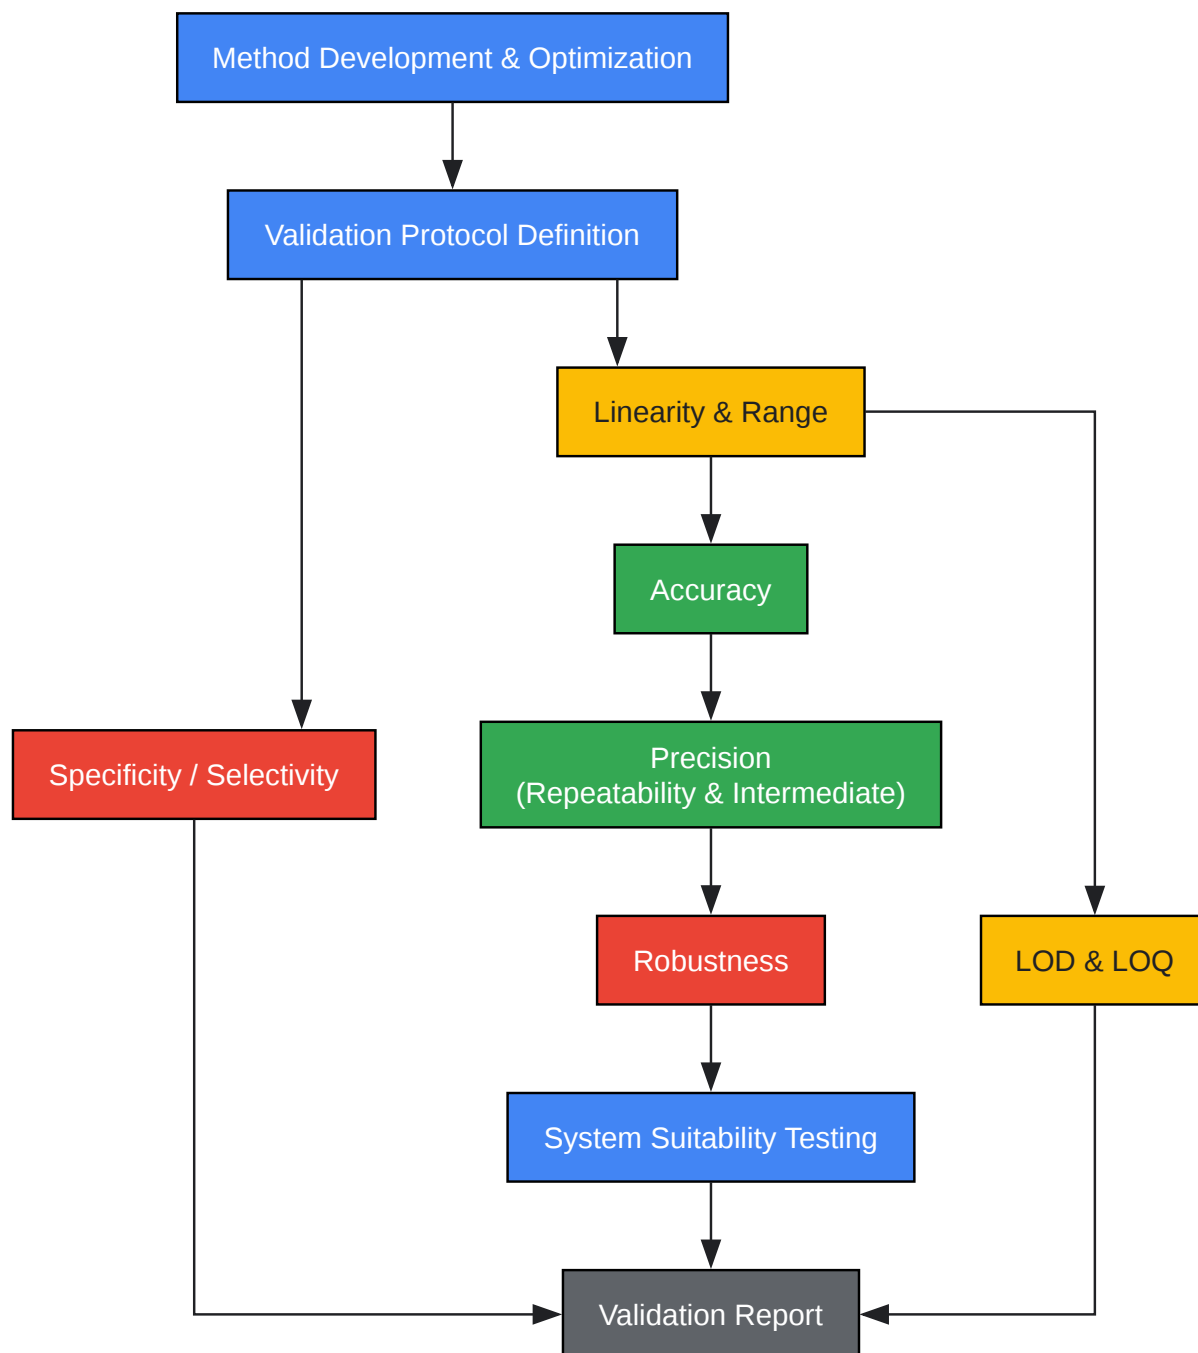 Method Development & Optimization
Validation Protocol Definition
Linearity & Range
Accuracy
Precision
(Repeatability & Intermediate)
Specificity / Selectivity
Robustness
LOD & LOQ
System Suitability Testing
Validation Report